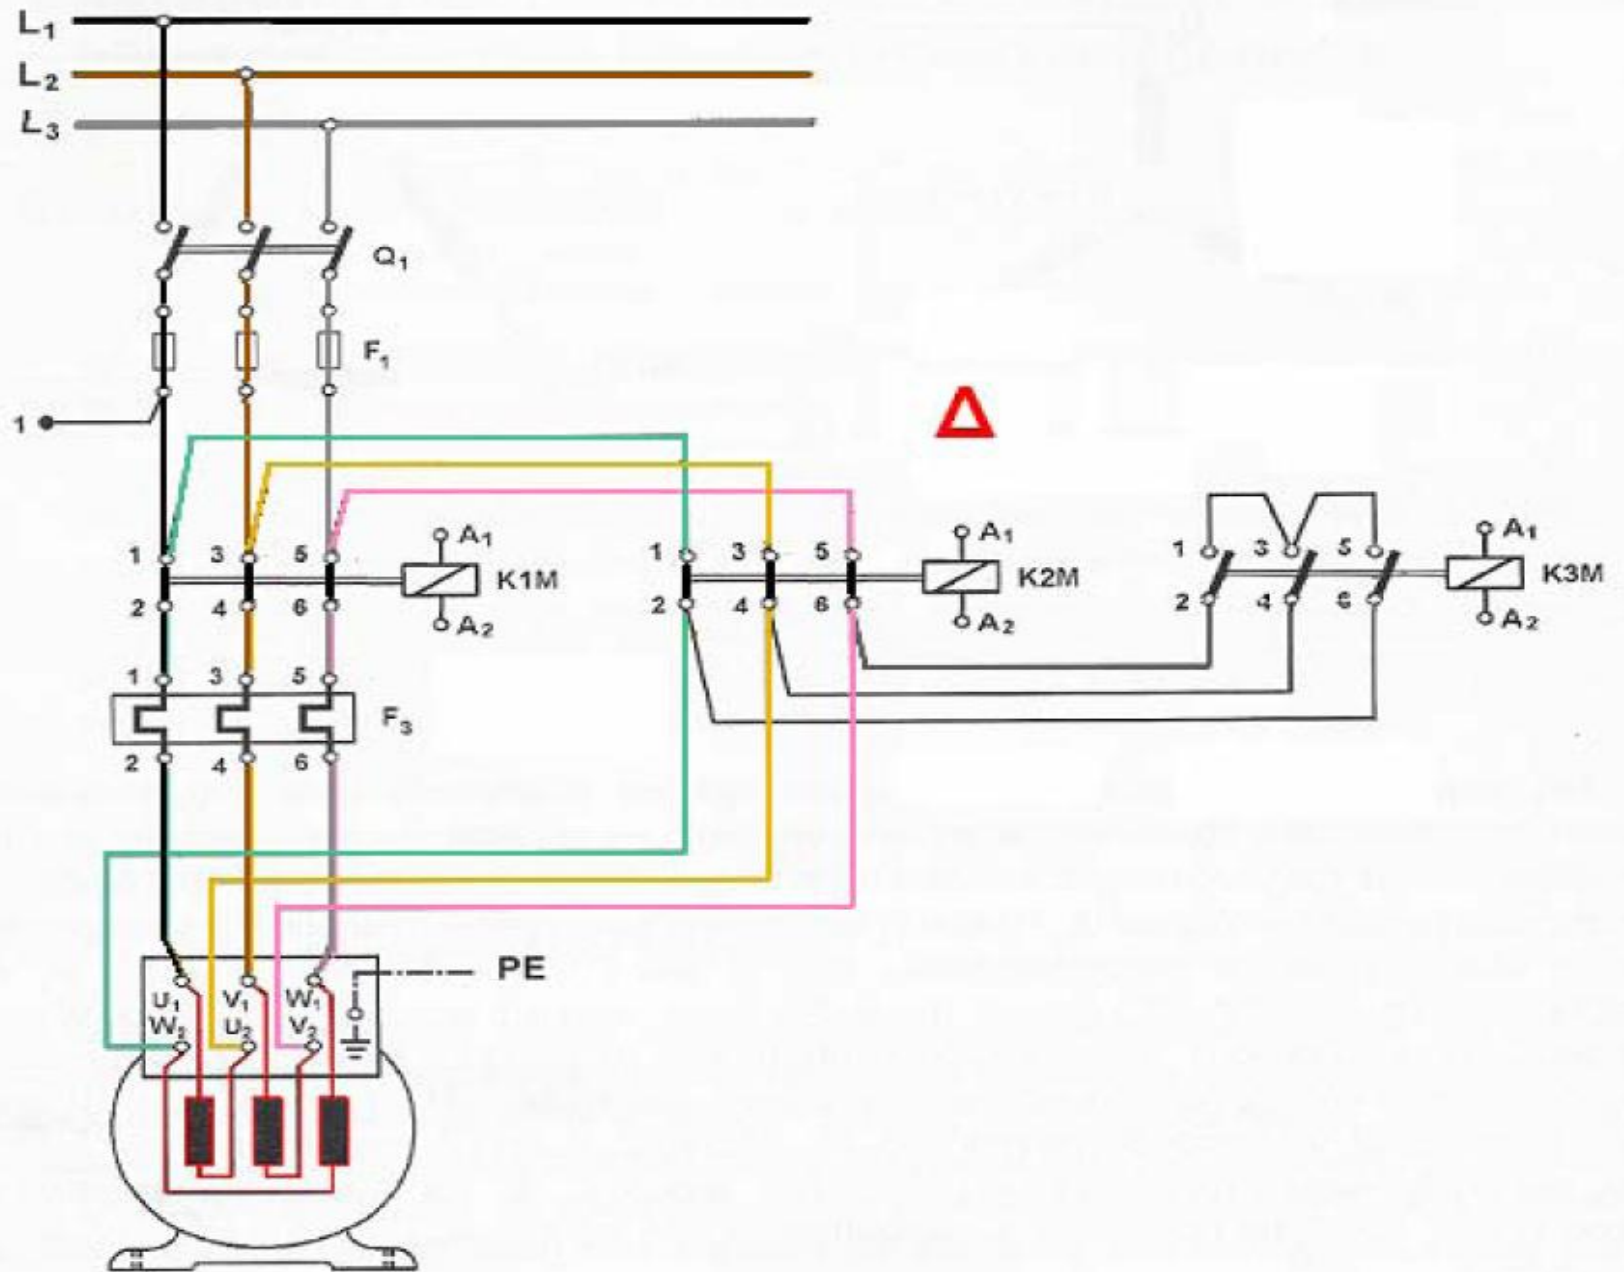 L1
L2
L3
Q1
F1
1
Δ
1 3 5 A1 K1M
2 4 6 A2
1 3 5 A1 K2M
2 4 6 A2
1 3 5 A1 K3M
2 4 6 A2
1 3 5
F3
2 4 6
PE
U1 V1 W1
W2 U2 V2